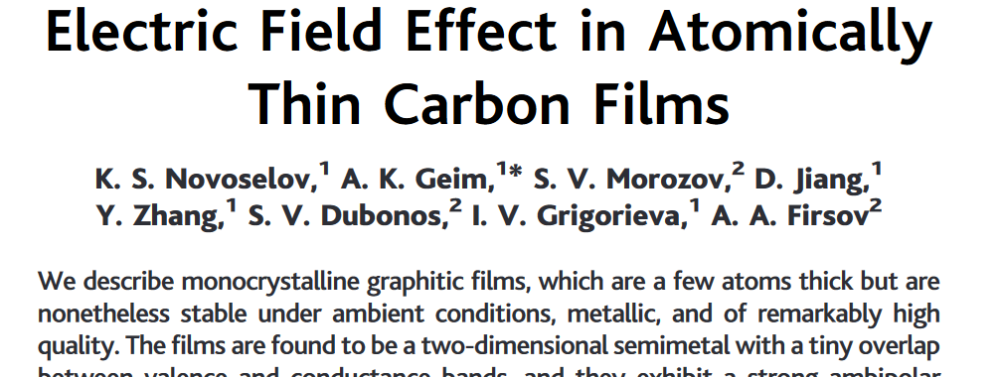 Electric Field Effect in Atomically
Thin Carbon Films
K. S. Novoselov,¹ A. K. Geim,¹* S. V. Morozov,² D. Jiang,¹
Y. Zhang,¹ S. V. Dubonos,² I. V. Grigorieva,¹ A. A. Firsov²
We describe monocrystalline graphitic films, which are a few atoms thick but are
nonetheless stable under ambient conditions, metallic, and of remarkably high
quality. The films are found to be a two-dimensional semimetal with a tiny overlap
between valence and conductance bands, and they exhibit a strong ambipolar